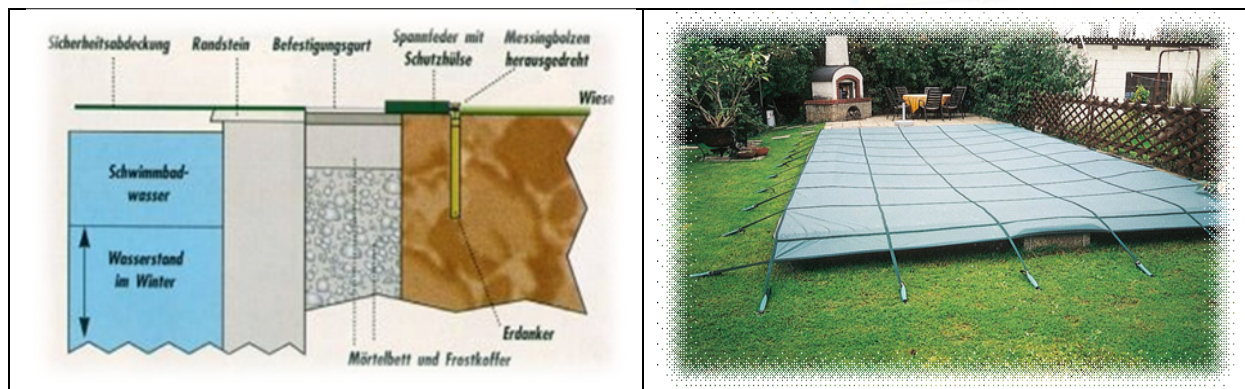 Sicherheitsabdeckung
Randstein
Befestigungsgurt
Spannfeder mit
Schutzhülse
Messingbolzen
herausgedreht
Wiese
Schwimmbad-
wasser
Wasserstand
im Winter
Erdanker
Mörtelbett und Frostkoffer